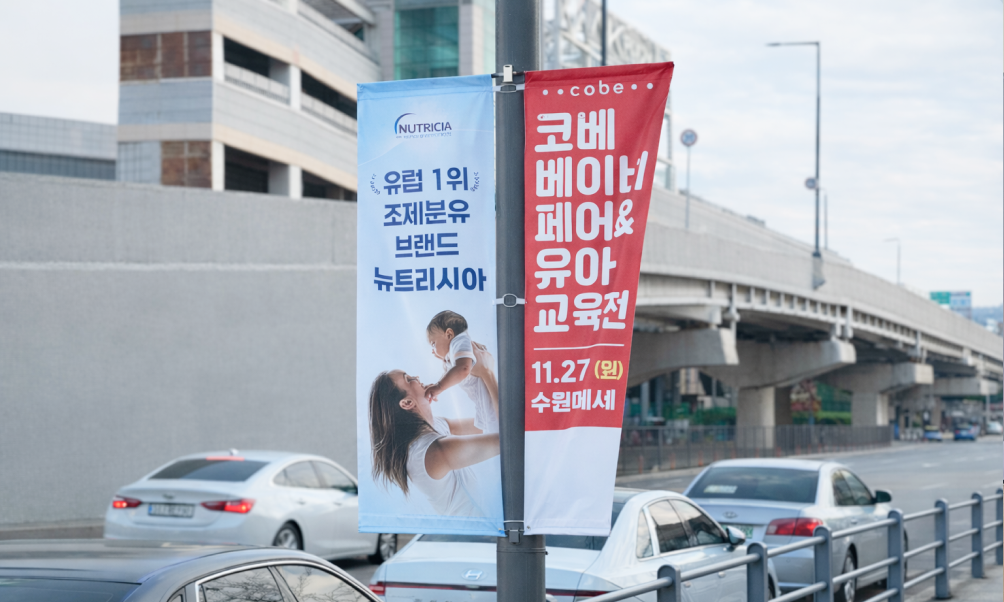 NUTRICIA
유럽 1위
조제분유
브랜드
뉴트리시아
cobe
코베
베이비
페어&
유아
교육전
11.27 (원)
수원메세